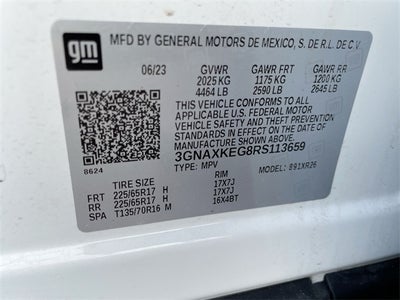 gm
MFD BY GENERAL MOTORS DE MEXICO, S. DE R.L. DE C.V.
06/23 GVWR GAWR FRT GAWR RR
2025 KG 1175 KG 1200 KG
4464 LB 2590 LB 2645 LB
THIS VEHICLE CONFORMS TO ALL APPLICABLE
U.S. FEDERAL MOTOR VEHICLE SAFETY
STANDARDS IN EFFECT ON THE DATE OF
MANUFACTURE SHOWN ABOVE.
3GNAXKEG8RS113659
8624 TYPE: MPV MODEL: 891XR26
TIRE SIZE RIM
FRT 225/65R17 H 17X7J
RR 225/65R17 H 17X7J
SPA T135/70R16 M 16X4BT